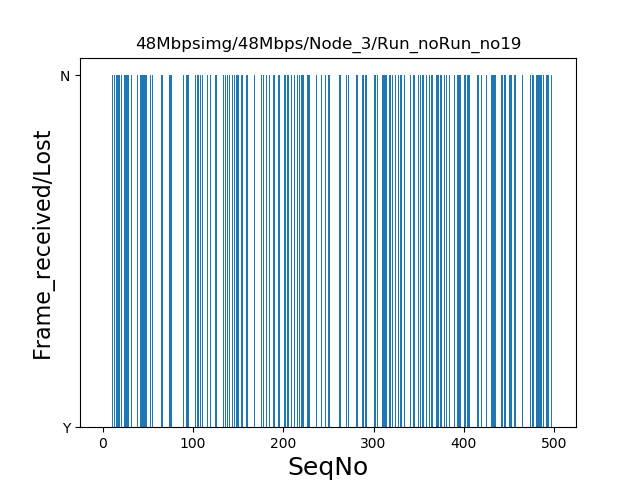 48Mbpsimg/48Mbps/Node_3/Run_noRun_no19
N
Frame_received/Lost
Y
0 100 200 300 400 500
SeqNo